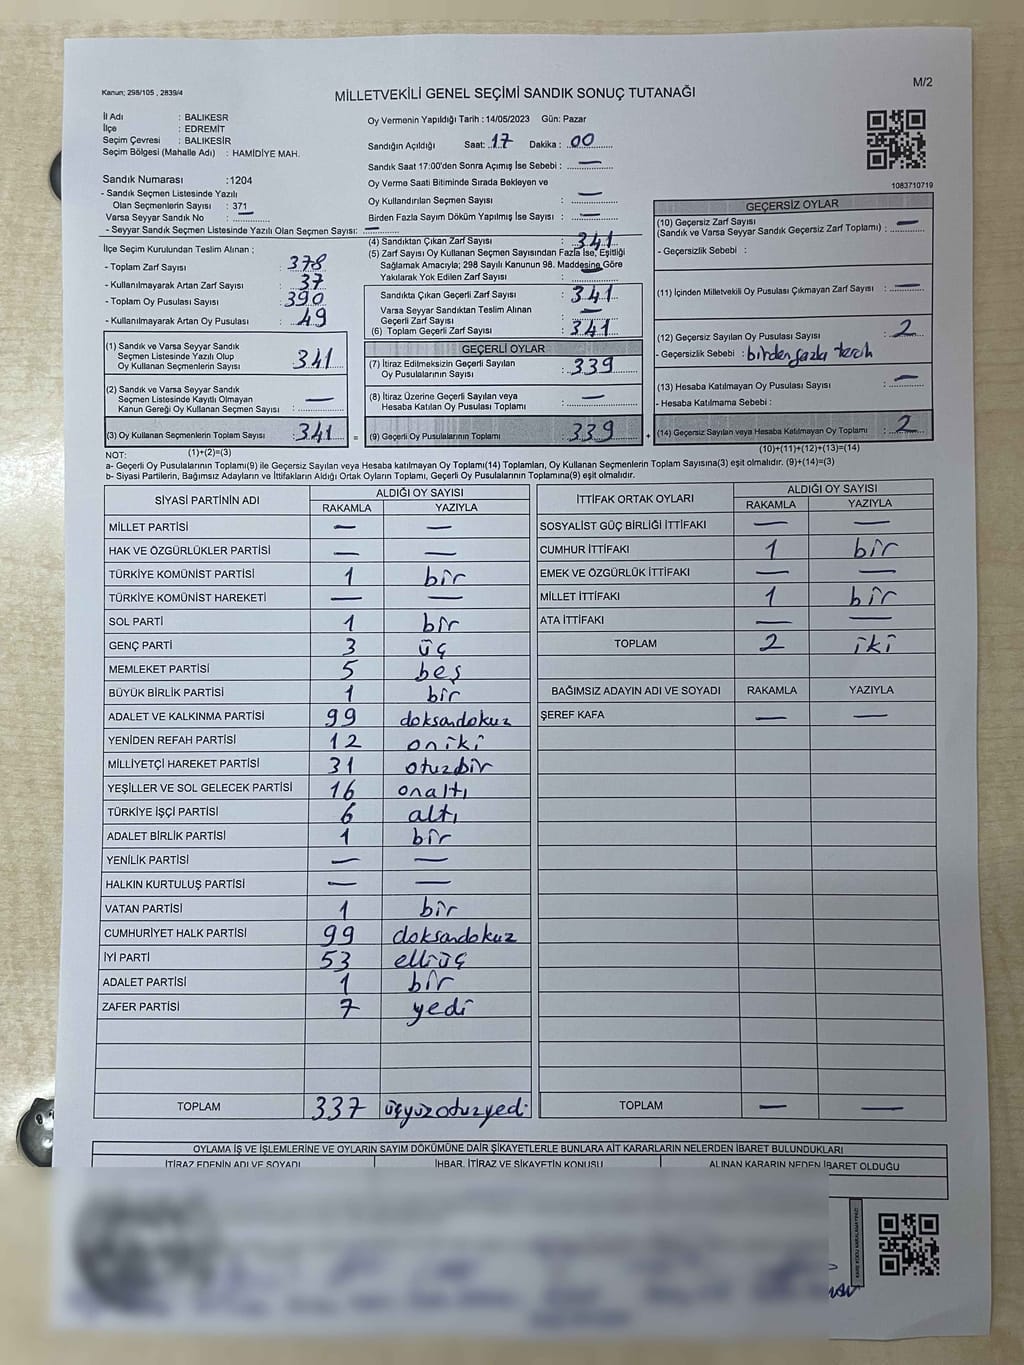 Kanun; 298/105 , 2839/4
M/2
MİLLETVEKİLİ GENEL SEÇİMİ SANDIK SONUÇ TUTANAĞI
İl Adı : BALIKESR
İlçe : EDREMİT
Seçim Çevresi : BALIKESİR
Seçim Bölgesi (Mahalle Adı) : HAMİDİYE MAH.
Sandık Numarası :1204
- Sandık Seçmen Listesinde Yazılı
Olan Seçmenlerin Sayısı : 371
Varsa Seyyar Sandık No : —
- Seyyar Sandık Seçmen Listesinde Yazılı Olan Seçmen Sayısı: —
Oy Vermenin Yapıldığı Tarih : 14/05/2023 Gün: Pazar
Sandığın Açıldığı Saat: 17 Dakika : 00
Sandık Saat 17:00'den Sonra Açımış İse Sebebi : —
Oy Verme Saati Bitiminde Sırada Bekleyen ve
Oy Kullandırılan Seçmen Sayısı : —
Birden Fazla Sayım Döküm Yapılmış İse Sayısı : —
1083710719
İlçe Seçim Kurulundan Teslim Alınan ;
- Toplam Zarf Sayısı : 378
- Kullanılmayarak Artan Zarf Sayısı : 37
- Toplam Oy Pusulası Sayısı : 390
- Kullanılmayarak Artan Oy Pusulası : 49
(1) Sandık ve Varsa Seyyar Sandık
Seçmen Listesinde Yazılı Olup
Oy Kullanan Seçmenlerin Sayısı : 341
(2) Sandık ve Varsa Seyyar Sandık
Seçmen Listesinde Kayıtlı Olmayan
Kanun Gereği Oy Kullanan Seçmen Sayısı : —
(3) Oy Kullanan Seçmenlerin Toplam Sayısı : 341
(4) Sandıktan Çıkan Zarf Sayısı : 341
(5) Zarf Sayısı Oy Kullanan Seçmen Sayısından Fazla İse, Eşitliği
Sağlamak Amacıyla; 298 Sayılı Kanunun 98. Maddesine Göre
Yakılarak Yok Edilen Zarf Sayısı : —
Sandıkta Çıkan Geçerli Zarf Sayısı : 341
Varsa Seyyar Sandıktan Teslim Alınan
Geçerli Zarf Sayısı : —
(6) Toplam Geçerli Zarf Sayısı : 341
GEÇERLİ OYLAR
(7) İtiraz Edilmeksizin Geçerli Sayılan
Oy Pusulalarının Sayısı : 339
(8) İtiraz Üzerine Geçerli Sayılan veya
Hesaba Katılan Oy Pusulası Toplamı : —
= (9) Geçerli Oy Pusulalarının Toplamı : 339
GEÇERSİZ OYLAR
(10) Geçersiz Zarf Sayısı
(Sandık ve Varsa Seyyar Sandık Geçersiz Zarf Toplamı) : —
- Geçersizlik Sebebi :
(11) İçinden Milletvekili Oy Pusulası Çıkmayan Zarf Sayısı : —
(12) Geçersiz Sayılan Oy Pusulası Sayısı : 2
- Geçersizlik Sebebi : birden fazla tercih
(13) Hesaba Katılmayan Oy Pusulası Sayısı : —
- Hesaba Katılmama Sebebi :
+ (14) Geçersiz Sayılan veya Hesaba Katılmayan Oy Toplamı : 2
NOT: (1)+(2)=(3)
(10)+(11)+(12)+(13)=(14)
a- Geçerli Oy Pusulalarının Toplamı(9) ile Geçersiz Sayılan veya Hesaba katılmayan Oy Toplamı(14) Toplamları, Oy Kullanan Seçmenlerin Toplam Sayısına(3) eşit olmalıdır. (9)+(14)=(3)
b- Siyasi Partilerin, Bağımsız Adayların ve İttifakların Aldığı Ortak Oyların Toplamı, Geçerli Oy Pusulalarının Toplamına(9) eşit olmalıdır.
SİYASİ PARTİNİN ADI ALDIĞI OY SAYISI
RAKAMLA YAZIYLA
MİLLET PARTİSİ — —
HAK VE ÖZGÜRLÜKLER PARTİSİ — —
TÜRKİYE KOMÜNİST PARTİSİ 1 bir
TÜRKİYE KOMÜNİST HAREKETİ — —
SOL PARTİ 1 bir
GENÇ PARTİ 3 üç
MEMLEKET PARTİSİ 5 beş
BÜYÜK BİRLİK PARTİSİ 1 bir
ADALET VE KALKINMA PARTİSİ 99 doksandokuz
YENİDEN REFAH PARTİSİ 12 oniki
MİLLİYETÇİ HAREKET PARTİSİ 31 otuzbir
YEŞİLLER VE SOL GELECEK PARTİSİ 16 onaltı
TÜRKİYE İŞÇİ PARTİSİ 6 altı
ADALET BİRLİK PARTİSİ 1 bir
YENİLİK PARTİSİ — —
HALKIN KURTULUŞ PARTİSİ — —
VATAN PARTİSİ 1 bir
CUMHURİYET HALK PARTİSİ 99 doksandokuz
İYİ PARTİ 53 elliüç
ADALET PARTİSİ 1 bir
ZAFER PARTİSİ 7 yedi
TOPLAM 337 üçyüzotuzyedi
İTTİFAK ORTAK OYLARI ALDIĞI OY SAYISI
RAKAMLA YAZIYLA
SOSYALİST GÜÇ BİRLİĞİ İTTİFAKI — —
CUMHUR İTTİFAKI 1 bir
EMEK VE ÖZGÜRLÜK İTTİFAKI — —
MİLLET İTTİFAKI 1 bir
ATA İTTİFAKI — —
TOPLAM 2 iki
BAĞIMSIZ ADAYIN ADI VE SOYADI RAKAMLA YAZIYLA
ŞEREF KAFA — —
TOPLAM — —
OYLAMA İŞ VE İŞLEMLERİNE VE OYLARIN SAYIM DÖKÜMÜNE DAİR ŞİKAYETLERLE BUNLARA AİT KARARLARIN NELERDEN İBARET BULUNDUKLARI
İTİRAZ EDENİN ADI VE SOYADI İHBAR, İTİRAZ VE ŞİKAYETİN KONUSU ALINAN KARARIN NEDEN İBARET OLDUĞU